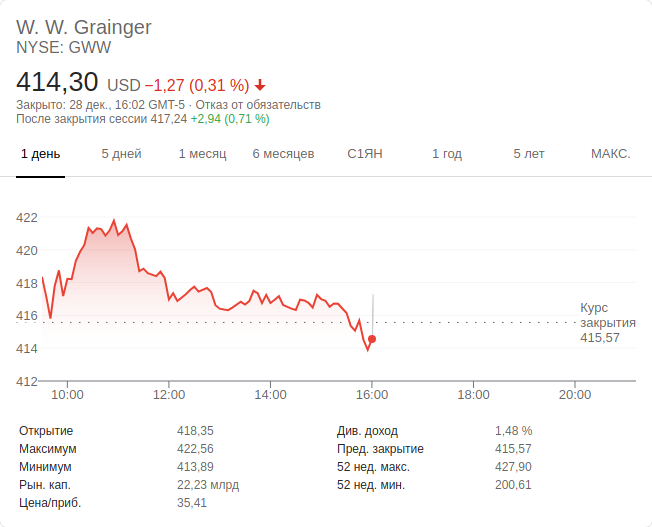 W. W. Grainger
NYSE: GWW
414,30 USD −1,27 (0,31 %)
Закрыто: 28 дек., 16:02 GMT-5 · Отказ от обязательств
После закрытия сессии 417,24 +2,94 (0,71 %)
1 день 5 дней 1 месяц 6 месяцев С1ЯН 1 год 5 лет МАКС.
422
420
418
416
414
412
Курс
закрытия
415,57
10:00 12:00 14:00 16:00 18:00 20:00
Открытие 418,35 Див. доход 1,48 %
Максимум 422,56 Пред. закрытие 415,57
Минимум 413,89 52 нед. макс. 427,90
Рын. кап. 22,23 млрд 52 нед. мин. 200,61
Цена/приб. 35,41